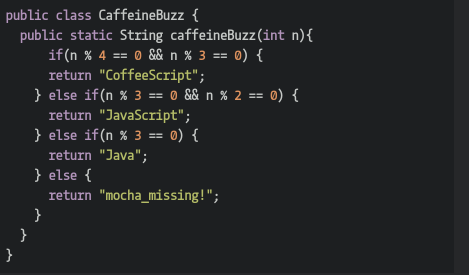 public class CaffeineBuzz {
  public static String caffeineBuzz(int n){
      if(n % 4 == 0 && n % 3 == 0) {
      return "CoffeeScript";
    } else if(n % 3 == 0 && n % 2 == 0) {
      return "JavaScript";
    } else if(n % 3 == 0) {
      return "Java";
    } else {
      return "mocha_missing!";
    }
  }
}